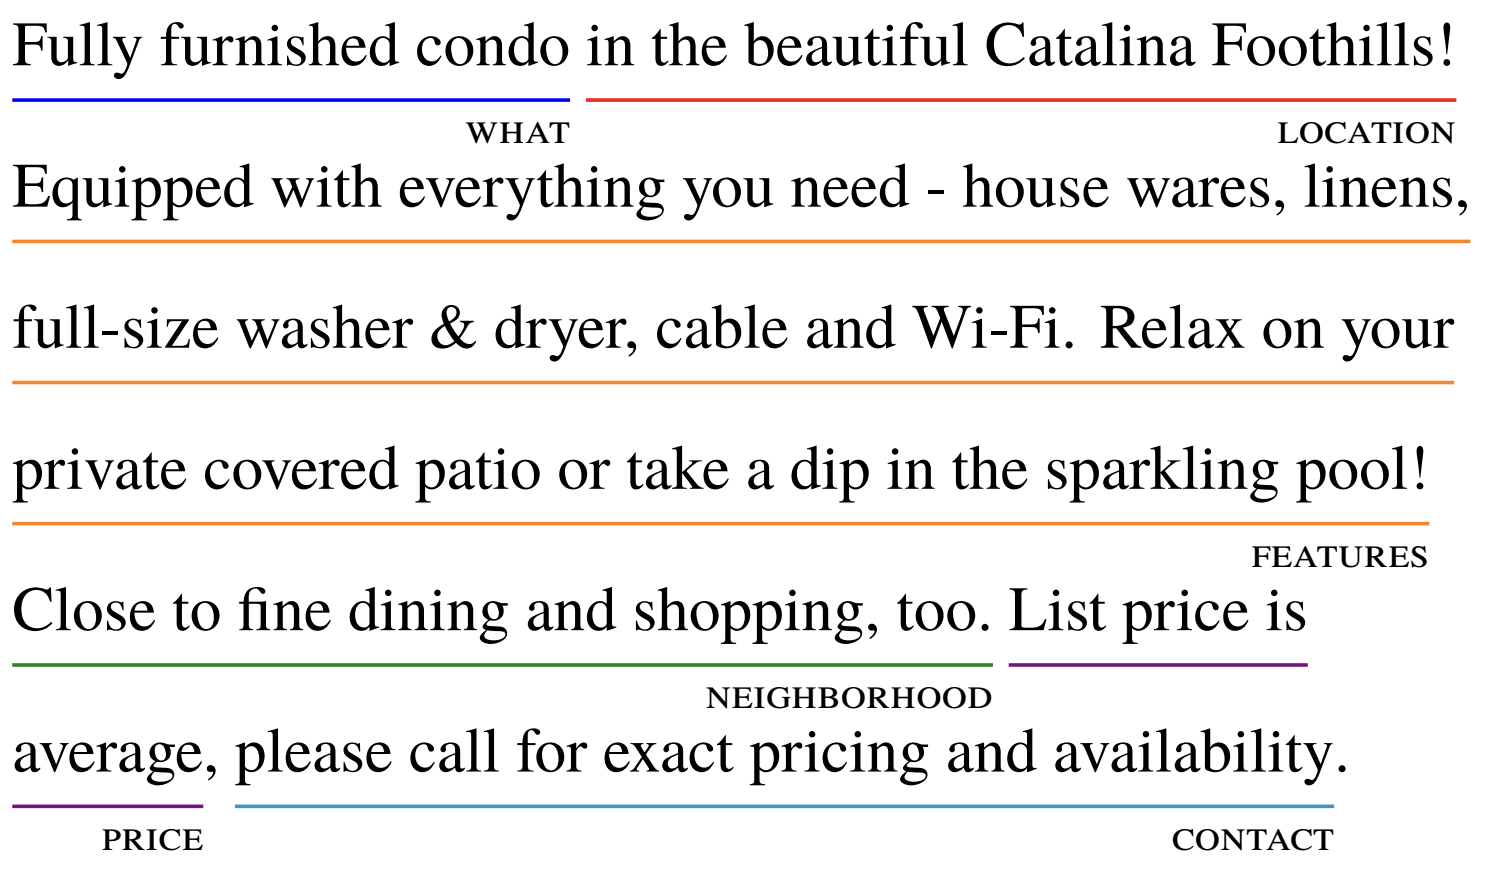 Fully furnished condo in the beautiful Catalina Foothills!
WHAT LOCATION
Equipped with everything you need - house wares, linens,
full-size washer & dryer, cable and Wi-Fi. Relax on your
private covered patio or take a dip in the sparkling pool!
FEATURES
Close to fine dining and shopping, too. List price is
NEIGHBORHOOD
average, please call for exact pricing and availability.
PRICE CONTACT